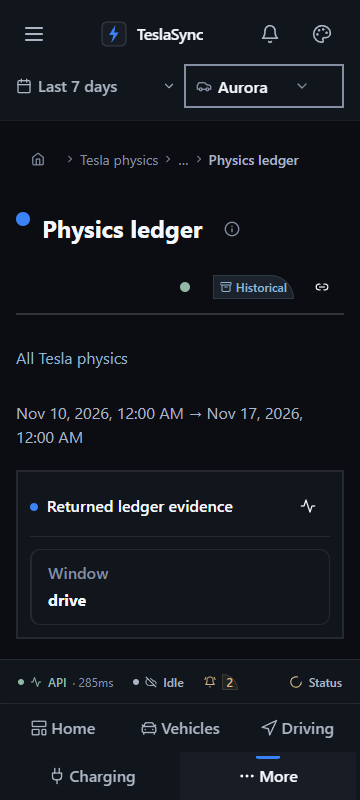 TeslaSync
Last 7 days
Aurora
Tesla physics
...
Physics ledger
Physics ledger
Historical
All Tesla physics
Nov 10, 2026, 12:00 AM → Nov 17, 2026,
12:00 AM
Returned ledger evidence
Window
drive
API · 285ms
Idle
2
Status
Home
Vehicles
Driving
Charging
More